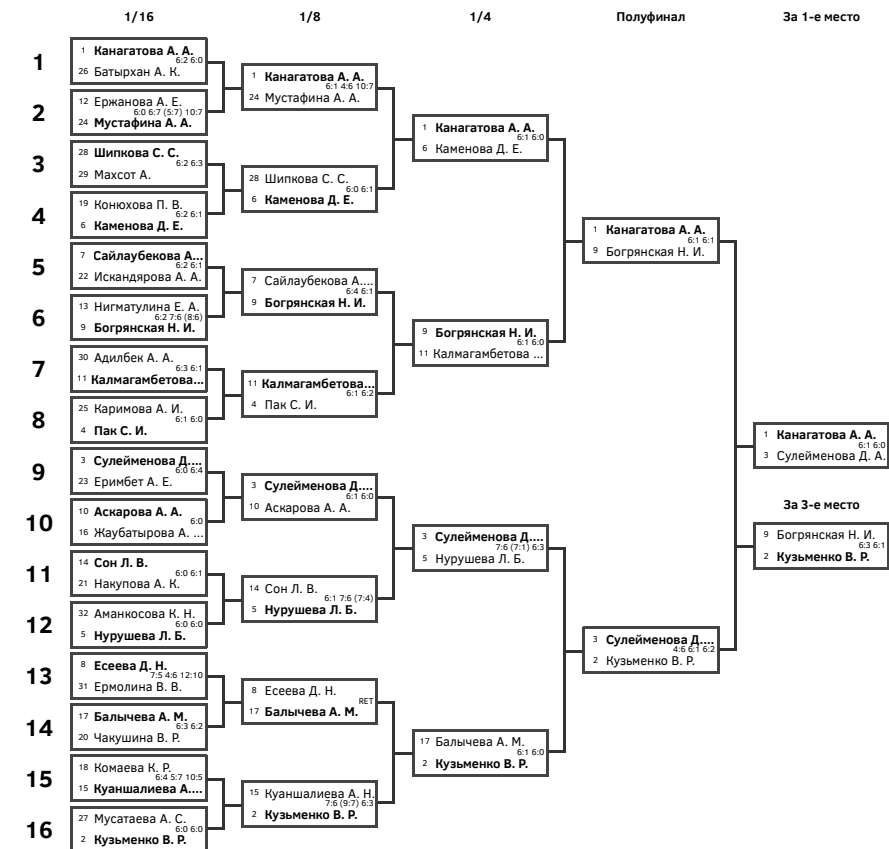 1/16
1/8
1/4
Полуфинал
За 1-е место
1
1 Канагатова А. А.
6:2 6:0
26 Батырхан А. К.
2
12 Ержанова А. Е.
6:0 6:7 (5:7) 10:7
24 Мустафина А. А.
3
28 Шипкова С. С.
6:2 6:3
29 Махсот А.
4
19 Конюхова П. В.
6:2 6:1
6 Каменова Д. Е.
5
7 Сайлаубекова А...
6:2 6:1
22 Искандярова А. А.
6
13 Нигматулина Е. А.
6:2 7:6 (8:6)
9 Богрянская Н. И.
7
30 Адилбек А. А.
6:3 6:1
11 Калмагамбетова...
8
25 Каримова А. И.
6:1 6:0
4 Пак С. И.
9
3 Сулейменова Д....
6:0 6:4
23 Еримбет А. Е.
10
10 Аскарова А. А.
6:0
16 Жаубатырова А. ...
11
14 Сон Л. В.
6:0 6:1
21 Накупова А. К.
12
32 Аманкосова К. Н.
6:0 6:0
5 Нурушева Л. Б.
13
8 Есеева Д. Н.
7:5 4:6 12:10
31 Ермолина В. В.
14
17 Балычева А. М.
6:3 6:2
20 Чакушина В. Р.
15
18 Комаева К. Р.
6:4 5:7 10:5
15 Куаншалиева А....
16
27 Мусатаева А. С.
6:0 6:0
2 Кузьменко В. Р.
1 Канагатова А. А.
6:1 4:6 10:7
24 Мустафина А. А.
28 Шипкова С. С.
6:0 6:1
6 Каменова Д. Е.
7 Сайлаубекова А....
6:4 6:1
9 Богрянская Н. И.
11 Калмагамбетова...
6:1 6:2
4 Пак С. И.
3 Сулейменова Д....
6:1 6:0
10 Аскарова А. А.
14 Сон Л. В.
6:1 7:6 (7:4)
5 Нурушева Л. Б.
8 Есеева Д. Н.
RET
17 Балычева А. М.
15 Куаншалиева А. Н.
7:6 (9:7) 6:3
2 Кузьменко В. Р.
1 Канагатова А. А.
6:1 6:0
6 Каменова Д. Е.
9 Богрянская Н. И.
6:1 6:0
11 Калмагамбетова ...
3 Сулейменова Д....
7:6 (7:1) 6:3
5 Нурушева Л. Б.
17 Балычева А. М.
6:1 6:0
2 Кузьменко В. Р.
1 Канагатова А. А.
6:1 6:1
9 Богрянская Н. И.
3 Сулейменова Д....
4:6 6:1 6:2
2 Кузьменко В. Р.
1 Канагатова А. А.
6:1 6:0
3 Сулейменова Д. А.
За 3-е место
9 Богрянская Н. И.
6:3 6:1
2 Кузьменко В. Р.